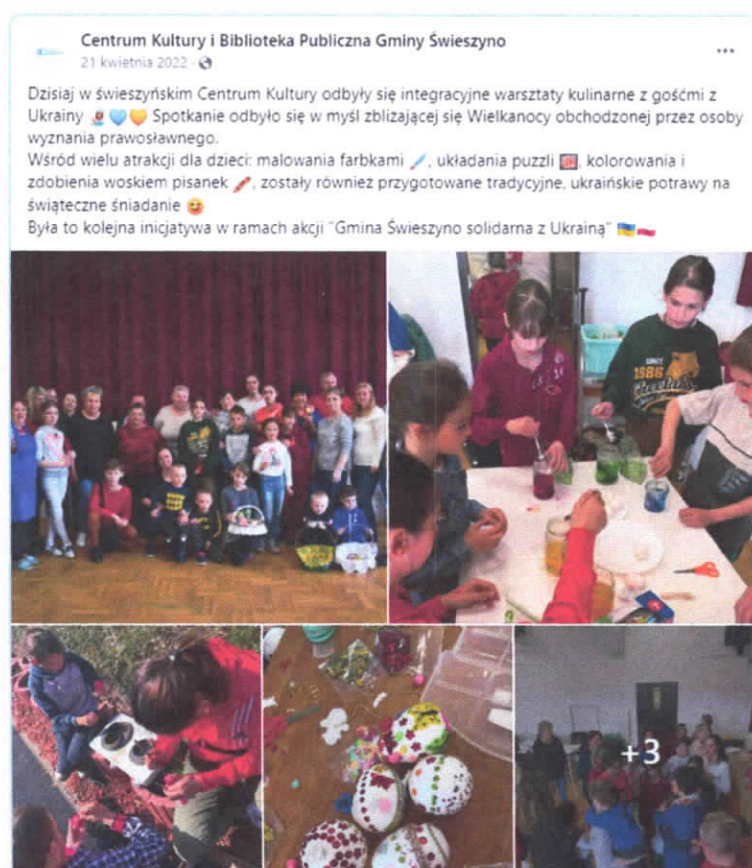 Centrum Kultury i Biblioteka Publiczna Gminy Świeszyno
21 kwietnia 2022 ·
Dzisiaj w świeszyńskim Centrum Kultury odbyły się integracyjne warsztaty kulinarne z gośćmi z
Ukrainy Spotkanie odbyło się w myśl zbliżającej się Wielkanocy obchodzonej przez osoby
wyznania prawosławnego.
Wśród wielu atrakcji dla dzieci: malowania farbkami , układania puzzli , kolorowania i
zdobienia woskiem pisanek , zostały również przygotowane tradycyjne, ukraińskie potrawy na
świąteczne śniadanie
Była to kolejna inicjatywa w ramach akcji "Gmina Świeszyno solidarna z Ukrainą"
SINCE
1986
+3